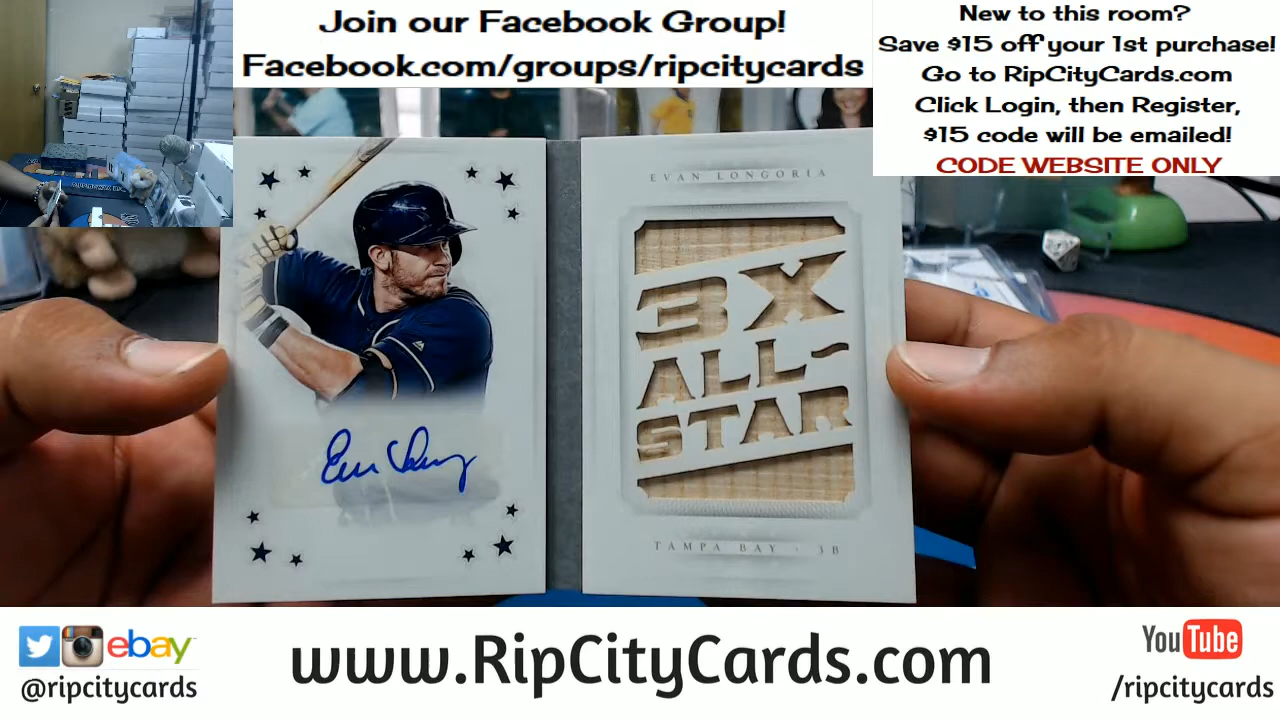 Join our Facebook Group!
Facebook.com/groups/ripcitycards
New to this room?
Save $15 off your 1st purchase!
Go to RipCityCards.com
Click Login, then Register,
$15 code will be emailed!
CODE WEBSITE ONLY
EVAN LONGORIA
3X
ALL-
STAR
TAMPA BAY · 3B
ebay
@ripcitycards
www.RipCityCards.com
YouTube
/ripcitycards